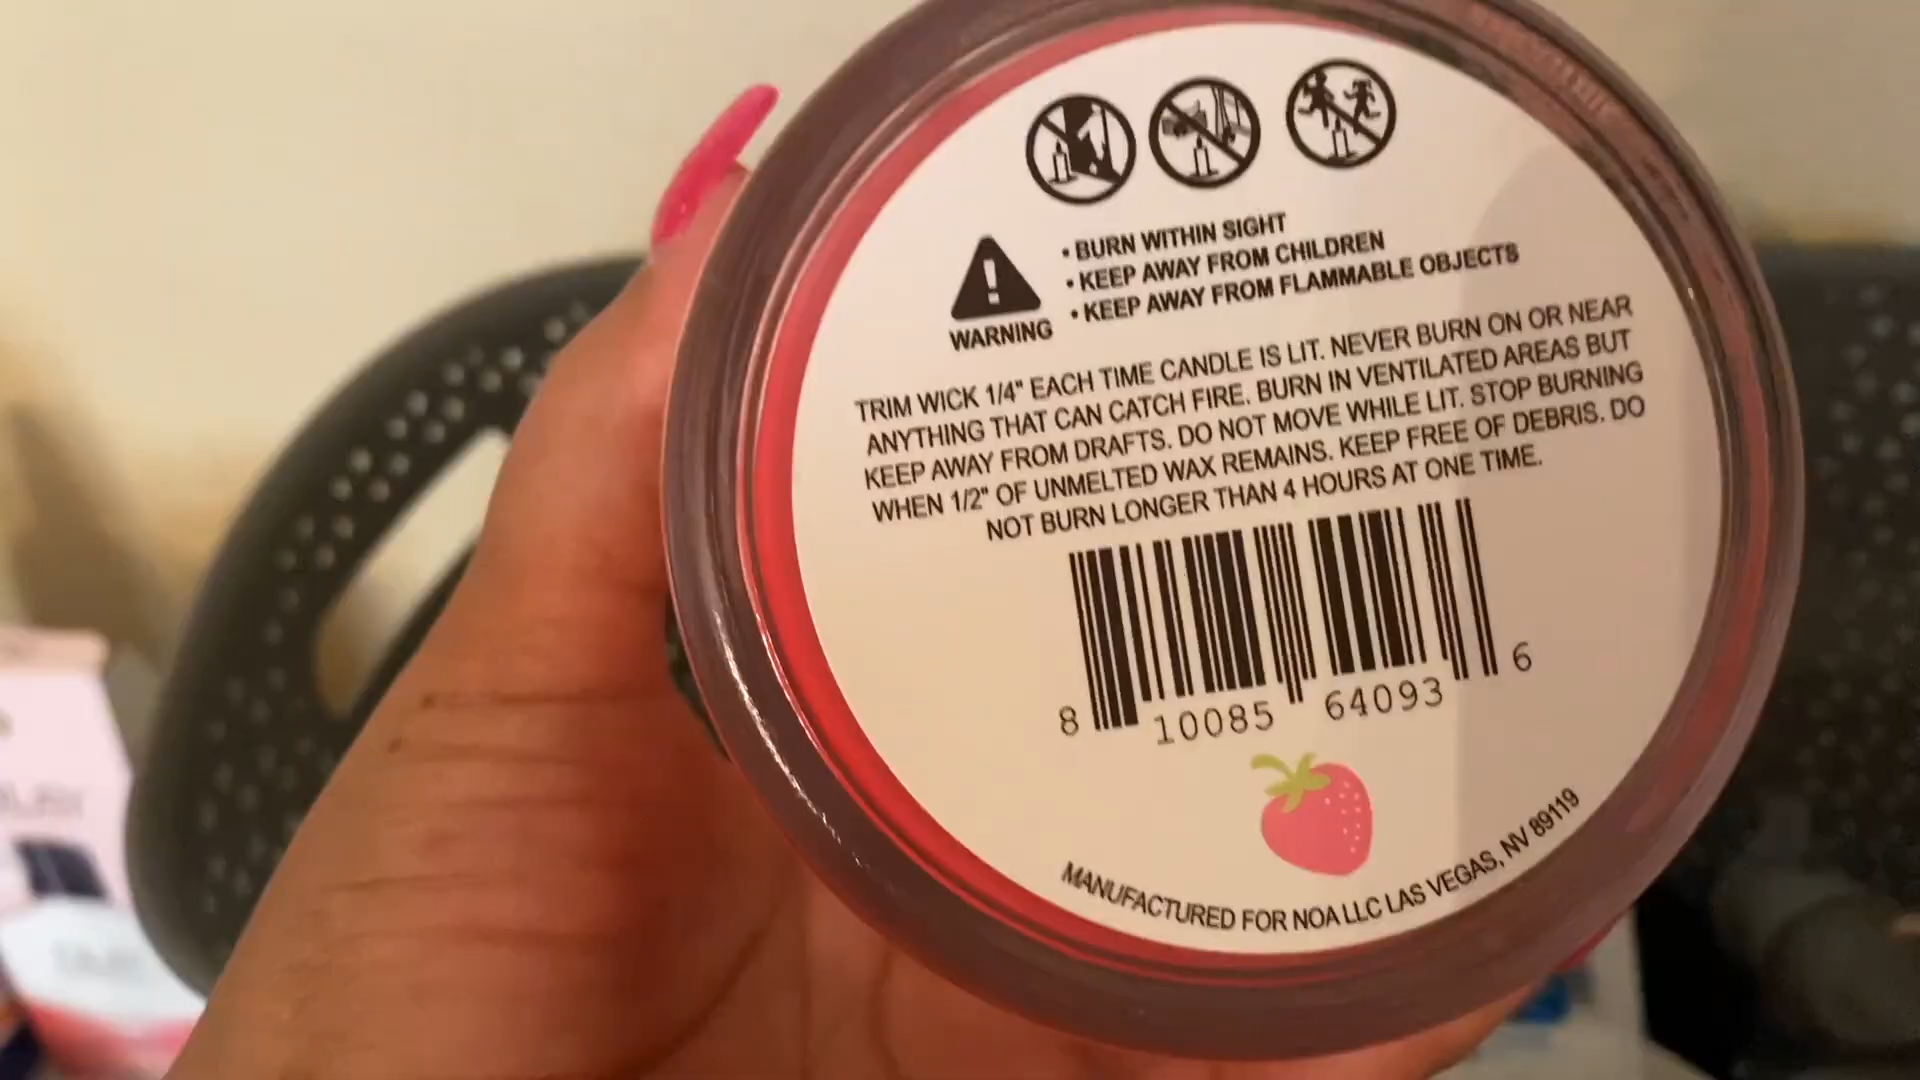 • BURN WITHIN SIGHT
• KEEP AWAY FROM CHILDREN
• KEEP AWAY FROM FLAMMABLE OBJECTS
WARNING
TRIM WICK 1/4" EACH TIME CANDLE IS LIT. NEVER BURN ON OR NEAR
ANYTHING THAT CAN CATCH FIRE. BURN IN VENTILATED AREAS BUT
KEEP AWAY FROM DRAFTS. DO NOT MOVE WHILE LIT. STOP BURNING
WHEN 1/2" OF UNMELTED WAX REMAINS. KEEP FREE OF DEBRIS. DO
NOT BURN LONGER THAN 4 HOURS AT ONE TIME.
8 10085 64093 6
MANUFACTURED FOR NOA LLC LAS VEGAS, NV 89119